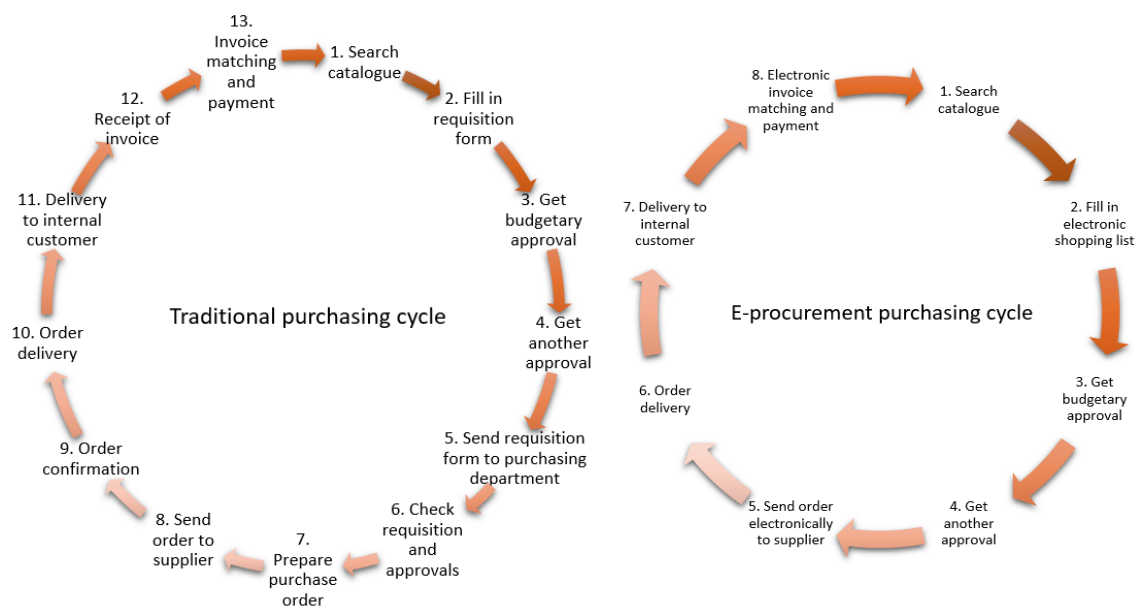 Traditional purchasing cycle
1. Search
catalogue
2. Fill in
requisition
form
3. Get
budgetary
approval
4. Get
another
approval
5. Send requisition
form to purchasing
department
6. Check
requisition
and
approvals
7.
Prepare
purchase
order
8. Send
order to
supplier
9. Order
confirmation
10. Order
delivery
11. Delivery
to internal
customer
12.
Receipt of
invoice
13.
Invoice
matching
and
payment
E-procurement purchasing cycle
1. Search
catalogue
2. Fill in
electronic
shopping list
3. Get
budgetary
approval
4. Get
another
approval
5. Send order
electronically
to supplier
6. Order
delivery
7. Delivery to
internal
customer
8. Electronic
invoice
matching and
payment